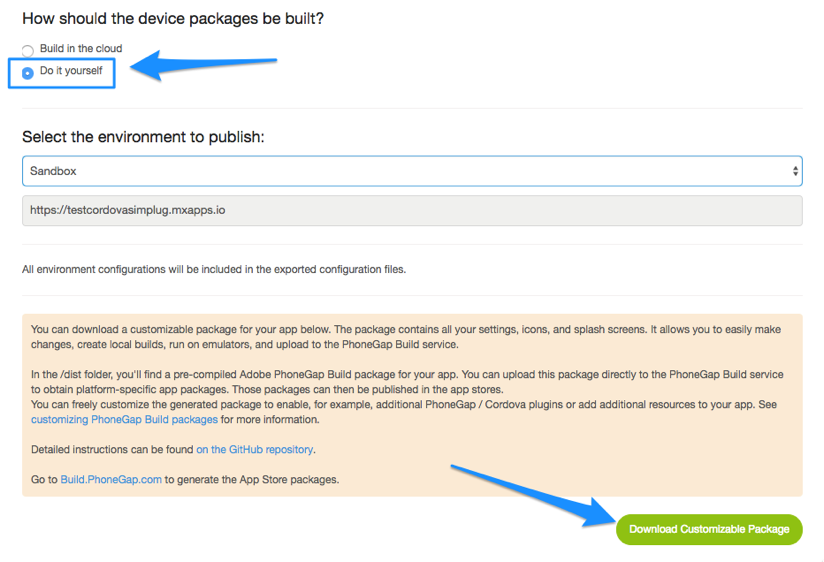 How should the device packages be built?
Build in the cloud
Do it yourself
Select the environment to publish:
Sandbox
https://testcordovasimplug.mxapps.io
All environment configurations will be included in the exported configuration files.
You can download a customizable package for your app below. The package contains all your settings, icons, and splash screens. It allows you to easily make
changes, create local builds, run on emulators, and upload to the PhoneGap Build service.
In the /dist folder, you'll find a pre-compiled Adobe PhoneGap Build package for your app. You can upload this package directly to the PhoneGap Build service
to obtain platform-specific app packages. Those packages can then be published in the app stores.
You can freely customize the generated package to enable, for example, additional PhoneGap / Cordova plugins or add additional resources to your app. See
customizing PhoneGap Build packages for more information.
Detailed instructions can be found on the GitHub repository.
Go to Build.PhoneGap.com to generate the App Store packages.
Download Customizable Package